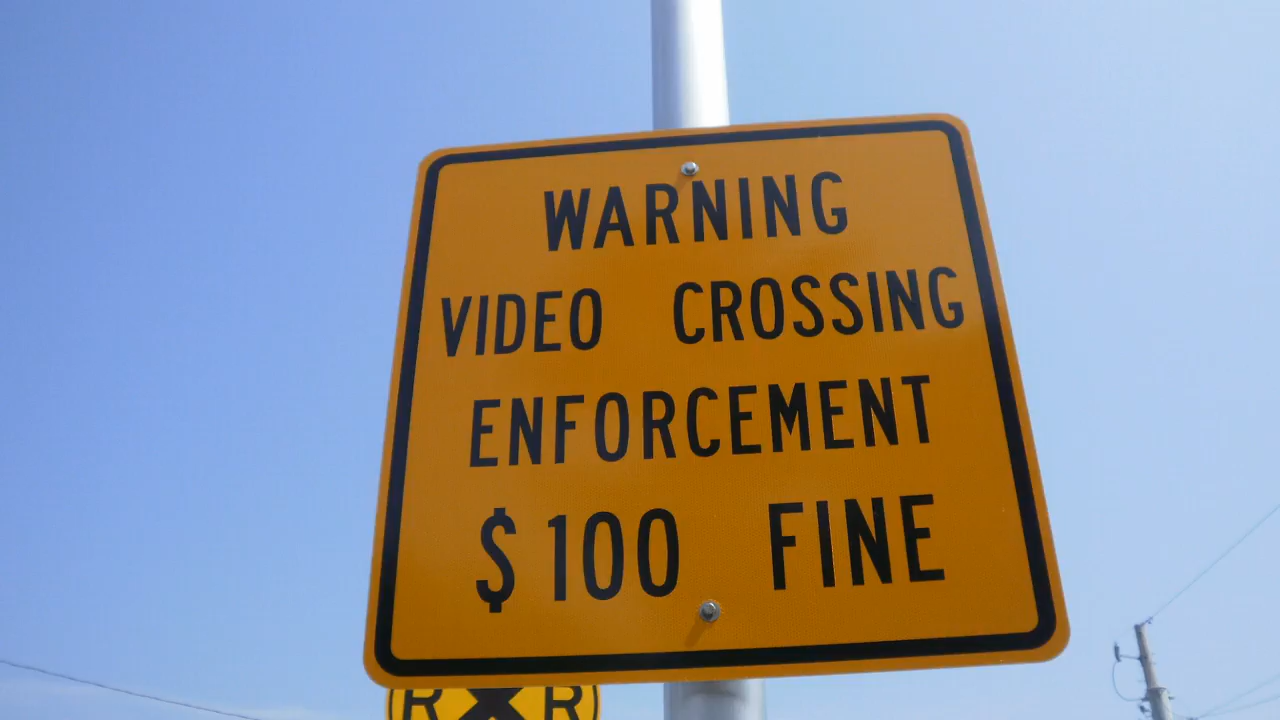 WARNING
VIDEO CROSSING
ENFORCEMENT
$100 FINE
R R